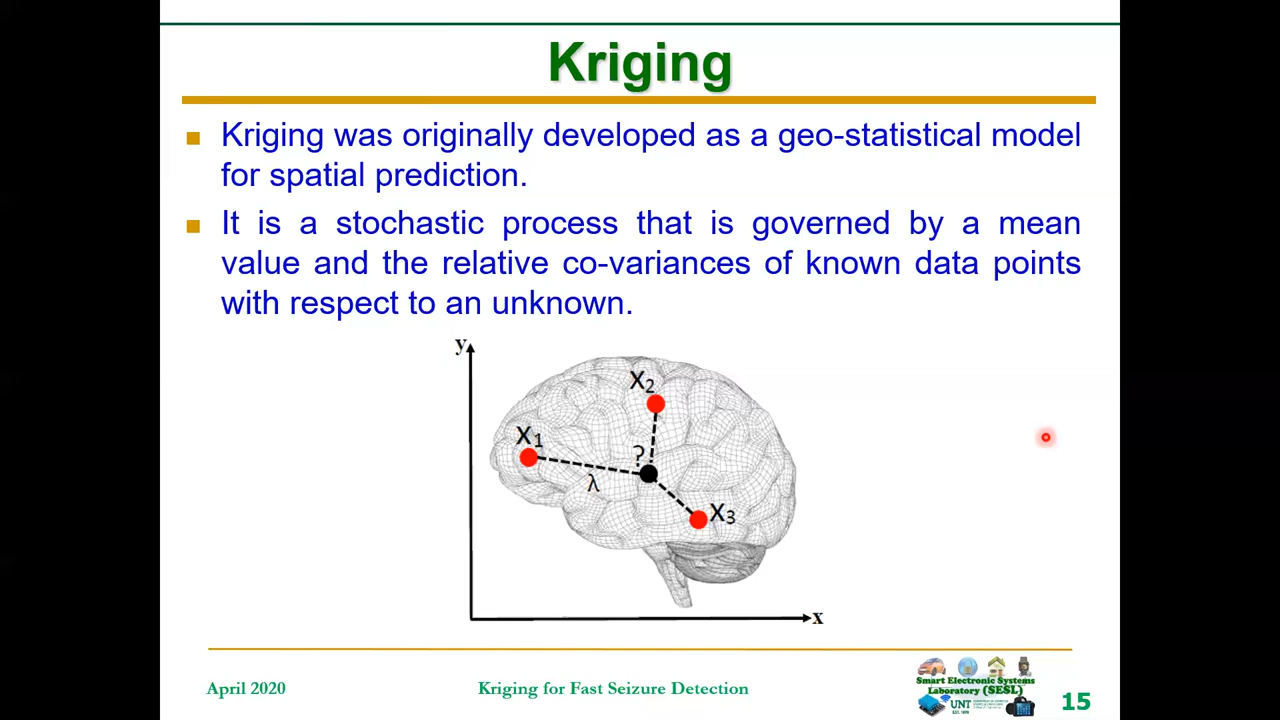 Kriging
Kriging was originally developed as a geo-statistical model
for spatial prediction.
It is a stochastic process that is governed by a mean
value and the relative co-variances of known data points
with respect to an unknown.
y
X2
X1
?
λ
X3
x
April 2020
Kriging for Fast Seizure Detection
Smart Electronic Systems
Laboratory (SESL)
UNT
15